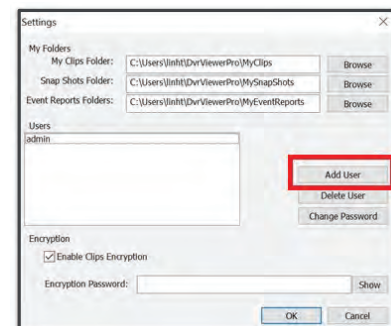 Settings
My Folders
My Clips Folder: C:\Users\linht\DvrViewerPro\MyClips Browse
Snap Shots Folder: C:\Users\linht\DvrViewerPro\MySnapShots Browse
Event Reports Folders: C:\Users\linht\DvrViewerPro\MyEventReports Browse
Users
admin
Add User
Delete User
Change Password
Encryption
Enable Clips Encryption
Encryption Password: Show
OK Cancel